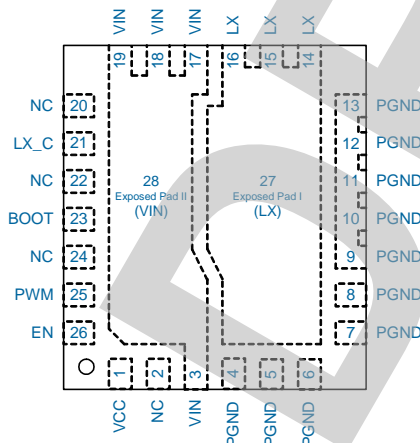 VIN VIN VIN LX LX LX
19 18 17 16 15 14
NC 20 13 PGND
LX_C 21 12 PGND
NC 22 11 PGND
28 27
Exposed Pad II Exposed Pad I
(VIN) (LX)
BOOT 23 10 PGND
NC 24 9 PGND
PWM 25 8 PGND
EN 26 7 PGND
1 2 3 4 5 6
VCC NC VIN PGND PGND PGND